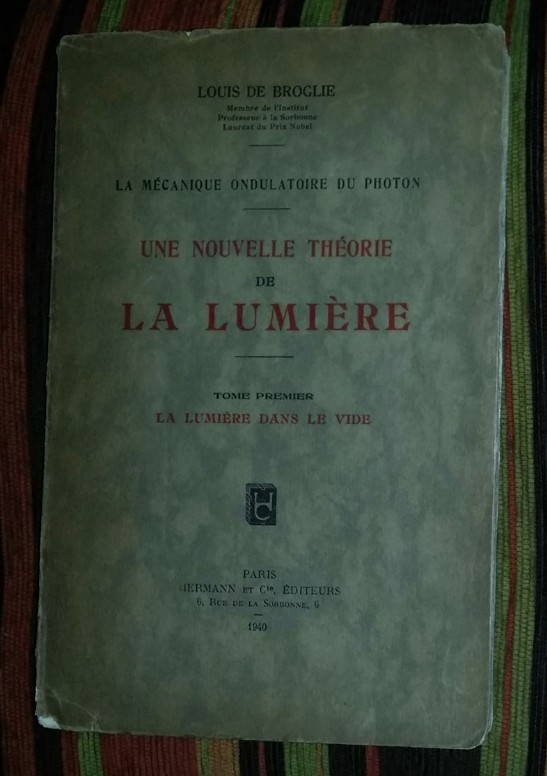 LOUIS DE BROGLIE
Membre de l'Institut
Professeur à la Sorbonne
Lauréat du Prix Nobel
LA MÉCANIQUE ONDULATOIRE DU PHOTON
UNE NOUVELLE THÉORIE
DE
LA LUMIÈRE
TOME PREMIER
LA LUMIÈRE DANS LE VIDE
HC
PARIS
HERMANN ET Cie, ÉDITEURS
6, RUE DE LA SORBONNE, 6
1940